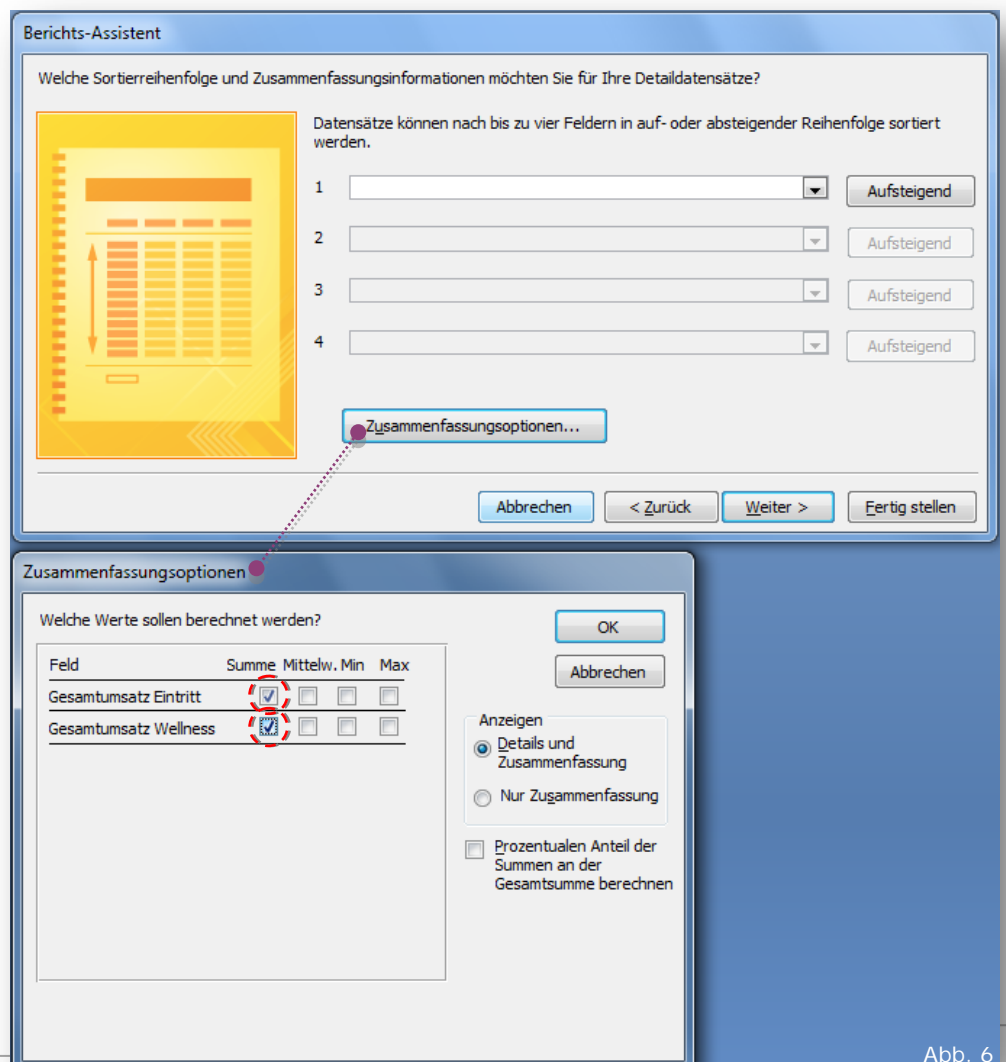 Berichts-Assistent
Welche Sortierreihenfolge und Zusammenfassungsinformationen möchten Sie für Ihre Detaildatensätze?
Datensätze können nach bis zu vier Feldern in auf- oder absteigender Reihenfolge sortiert
werden.
1 Aufsteigend
2 Aufsteigend
3 Aufsteigend
4 Aufsteigend
Zusammenfassungsoptionen...
Abbrechen < Zurück Weiter > Fertig stellen
Zusammenfassungsoptionen
Welche Werte sollen berechnet werden?
OK
Abbrechen
Feld Summe Mittelw. Min Max
Gesamtumsatz Eintritt
Gesamtumsatz Wellness
Anzeigen
Details und
Zusammenfassung
Nur Zusammenfassung
Prozentualen Anteil der
Summen an der
Gesamtsumme berechnen
Abb. 6